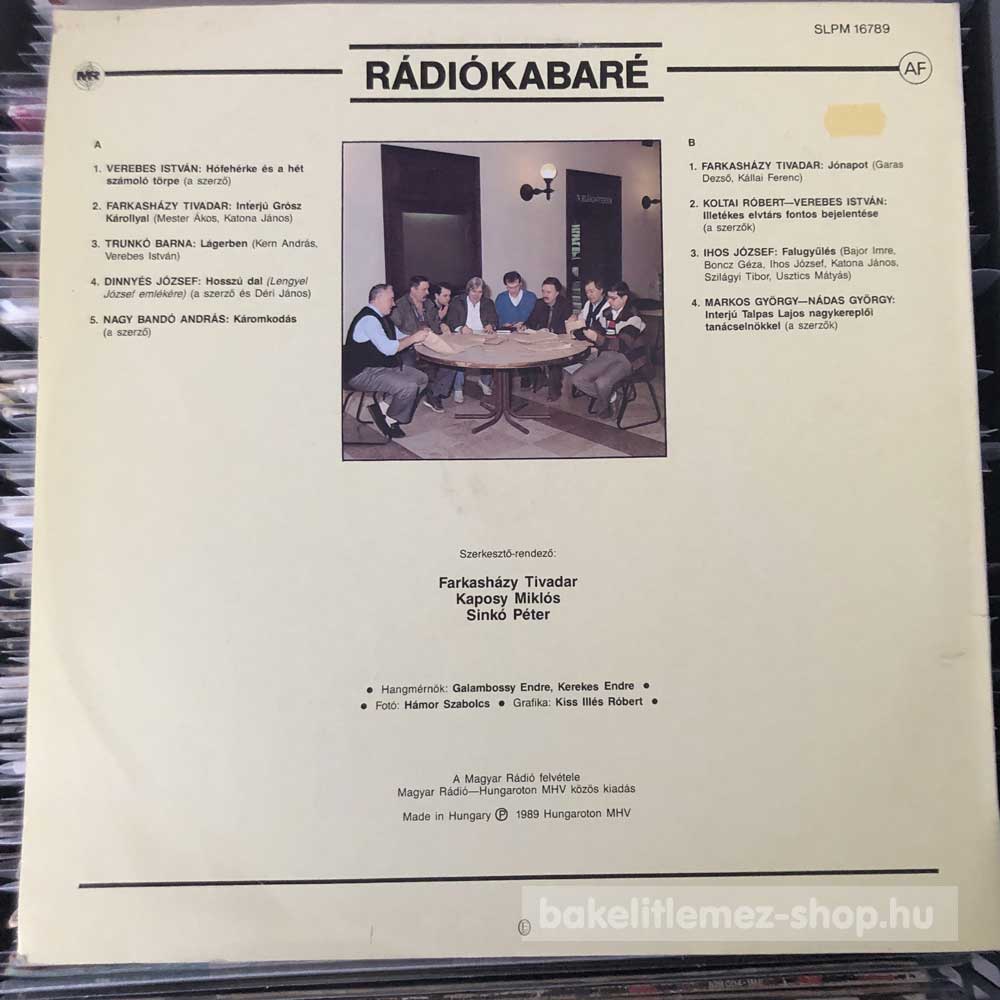 SLPM 16789
MR
RÁDIÓKABARÉ
AF
A
1. VEREBES ISTVÁN: Hófehérke és a hét
számoló törpe (a szerző)
2. FARKASHÁZY TIVADAR: Interjú Grósz
Károllyal (Mester Ákos, Katona János)
3. TRUNKÓ BARNA: Lágerben (Kern András,
Verebes István)
4. DINNYÉS JÓZSEF: Hosszú dal (Lengyel
József emlékére) (a szerző és Déri János)
5. NAGY BANDÓ ANDRÁS: Káromkodás
(a szerző)
B
1. FARKASHÁZY TIVADAR: Jónapot (Garas
Dezső, Kállai Ferenc)
2. KOLTAI RÓBERT—VEREBES ISTVÁN:
Illetékes elvtárs fontos bejelentése
(a szerzők)
3. IHOS JÓZSEF: Falugyűlés (Bajor Imre,
Boncz Géza, Ihos József, Katona János,
Szilágyi Tibor, Usztics Mátyás)
4. MARKOS GYÖRGY—NÁDAS GYÖRGY:
Interjú Talpas Lajos nagykereplői
tanácselnökkel (a szerzők)
Szerkesztő-rendező:
Farkasházy Tivadar
Kaposy Miklós
Sinkó Péter
• Hangmérnök: Galambossy Endre, Kerekes Endre •
• Fotó: Hámor Szabolcs • Grafika: Kiss Illés Róbert •
A Magyar Rádió felvétele
Magyar Rádió—Hungaroton MHV közös kiadás
Made in Hungary Ⓟ 1989 Hungaroton MHV
bakelitlemez-shop.hu